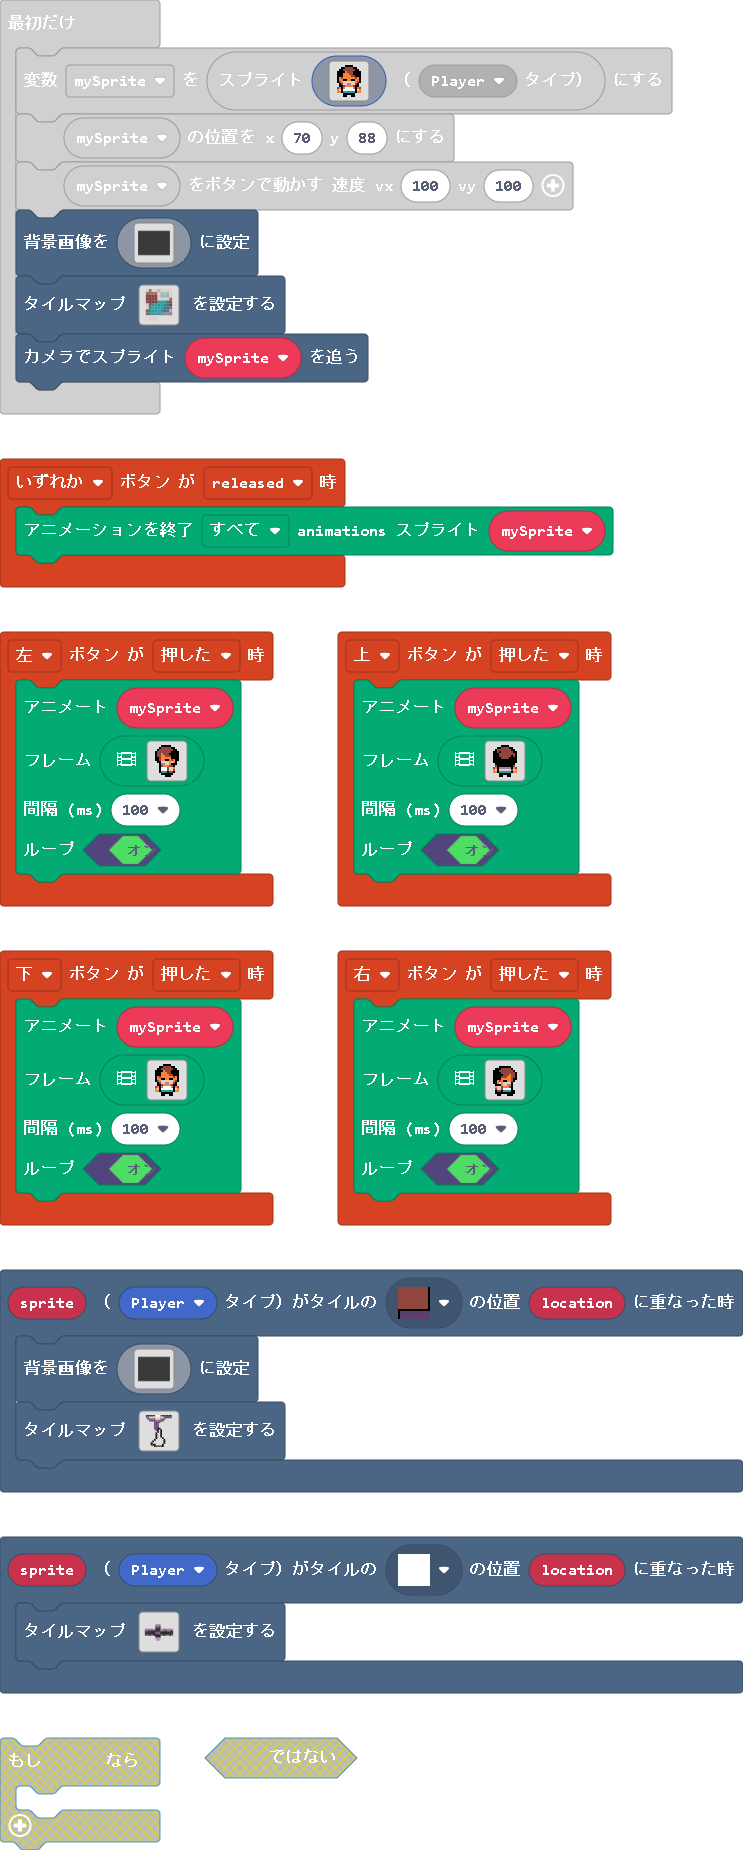 最初だけ
変数 mySprite を スプライト ( Player タイプ) にする
mySprite の位置を x 70 y 88 にする
mySprite をボタンで動かす 速度 vx 100 vy 100
背景画像を に設定
タイルマップ を設定する
カメラでスプライト mySprite を追う
いずれか ボタン が released 時
アニメーションを終了 すべて animations スプライト mySprite
左 ボタン が 押した 時
アニメート mySprite
フレーム
間隔 (ms) 100
ループ
上 ボタン が 押した 時
アニメート mySprite
フレーム
間隔 (ms) 100
ループ
下 ボタン が 押した 時
アニメート mySprite
フレーム
間隔 (ms) 100
ループ
右 ボタン が 押した 時
アニメート mySprite
フレーム
間隔 (ms) 100
ループ
sprite ( Player タイプ) がタイルの の位置 location に重なった時
背景画像を に設定
タイルマップ を設定する
sprite ( Player タイプ) がタイルの の位置 location に重なった時
タイルマップ を設定する
もし なら
ではない